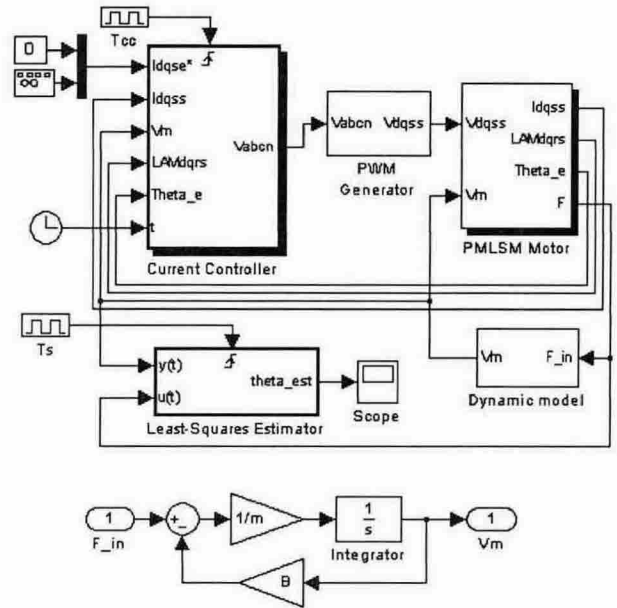 Tcc
0
Idqse*
Idqss
Vm
LAMdqrs
Theta_e
t
Vabcn
Current Controller
Vabcn
Vdqss
PWM
Generator
Vdqss
Vm
Idqss
LAMdqrs
Theta_e
F
PMLSM Motor
Ts
y(t)
u(t)
theta_est
Least-Squares Estimator
Scope
Vm
F_in
Dynamic model
1
F_in
+
-
1/m
1
s
Integrator
B
1
Vm